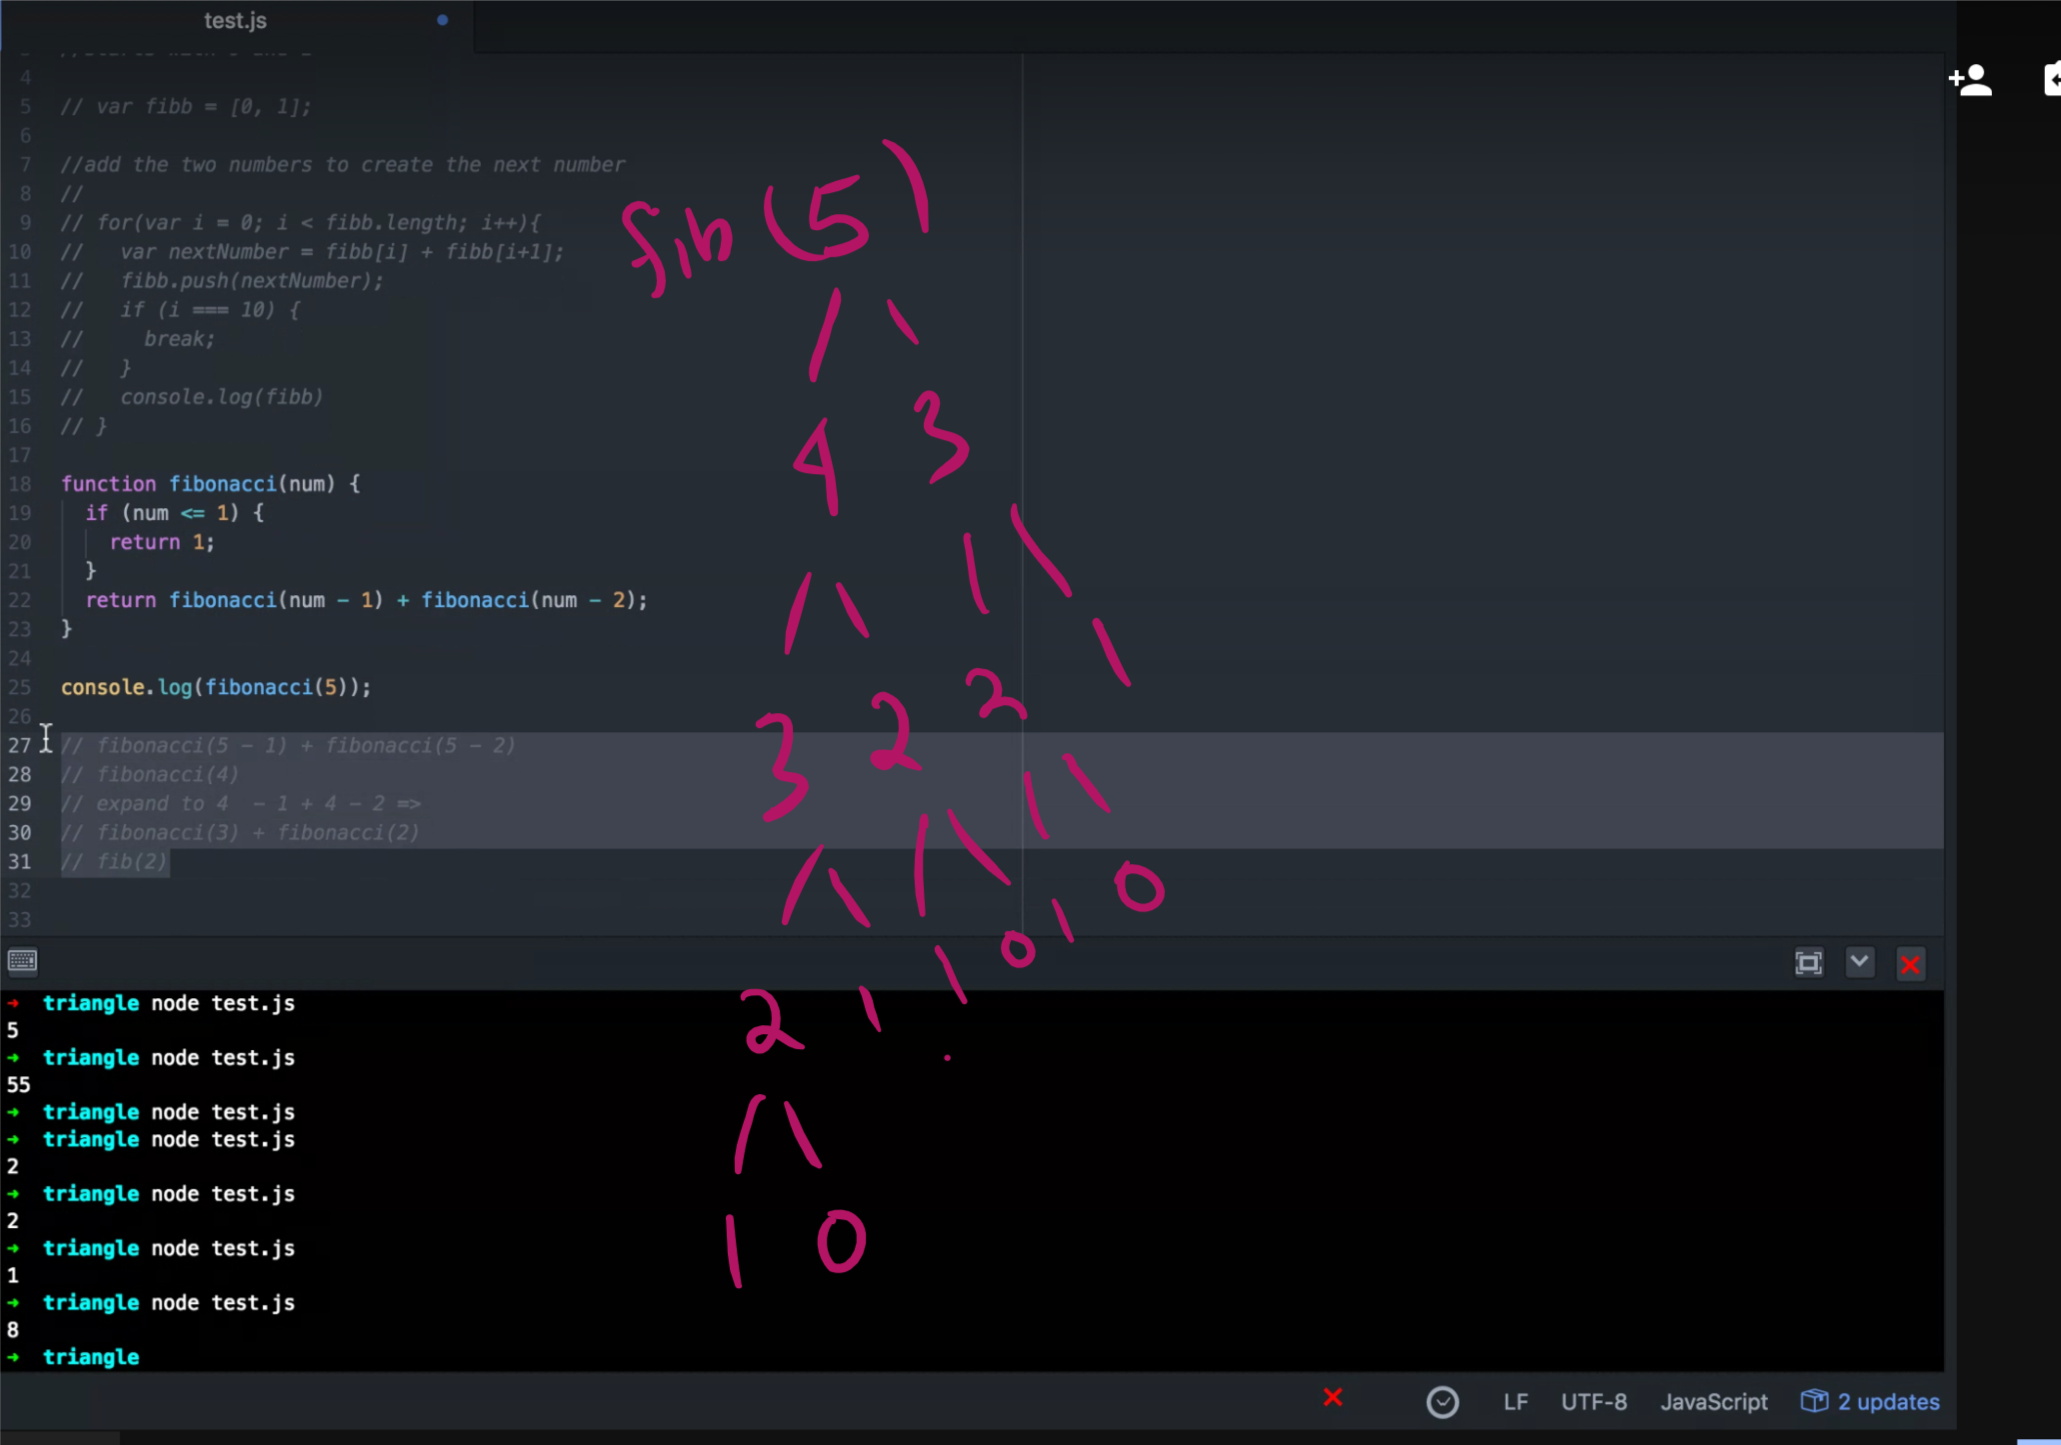 test.js
4
5 // var fibb = [0, 1];
6
7 //add the two numbers to create the next number
8 //
9 // for(var i = 0; i < fibb.length; i++){
10 //   var nextNumber = fibb[i] + fibb[i+1];
11 //   fibb.push(nextNumber);
12 //   if (i === 10) {
13 //     break;
14 //   }
15 //   console.log(fibb)
16 // }
17
18 function fibonacci(num) {
19   if (num <= 1) {
20     return 1;
21   }
22   return fibonacci(num - 1) + fibonacci(num - 2);
23 }
24
25 console.log(fibonacci(5));
26
27 // fibonacci(5 - 1) + fibonacci(5 - 2)
28 // fibonacci(4)
29 // expand to 4  - 1 + 4 - 2 =>
30 // fibonacci(3) + fibonacci(2)
31 // fib(2)
32
33
fib(5)
4 3
3 2 2 1
2 1 1 0 1 0
1 0
→ triangle node test.js
5
→ triangle node test.js
55
→ triangle node test.js
→ triangle node test.js
2
→ triangle node test.js
2
→ triangle node test.js
1
→ triangle node test.js
8
→ triangle
LF UTF-8 JavaScript 2 updates